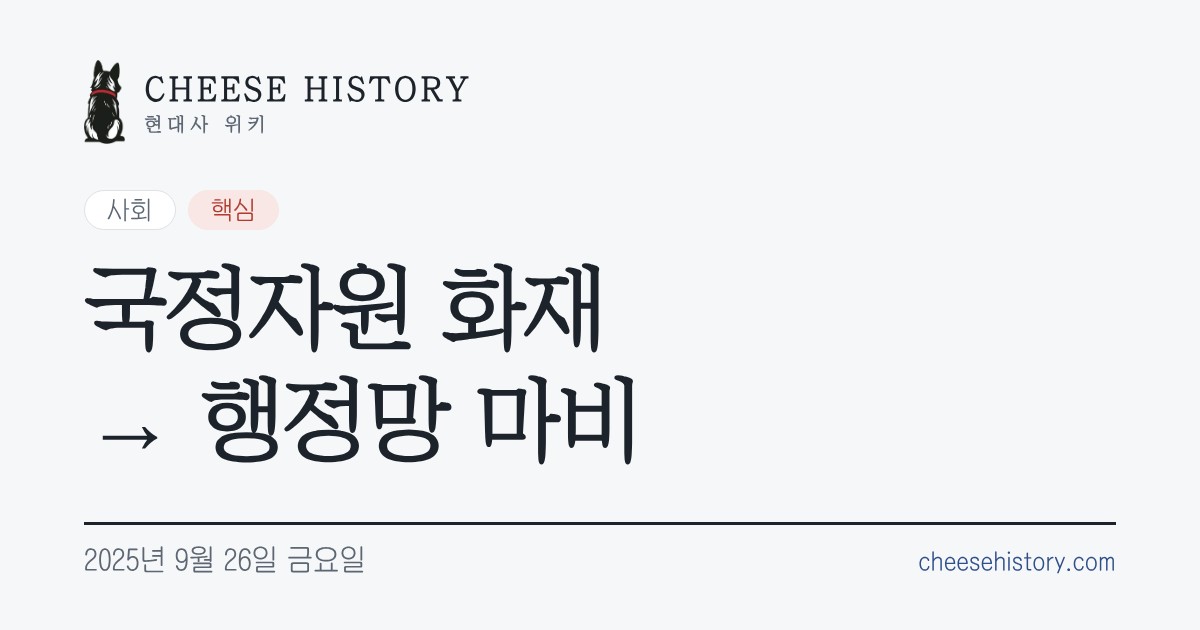 CHEESE HISTORY
현대사 위키
사회 핵심
국정자원 화재
→ 행정망 마비
2025년 9월 26일 금요일
cheesehistory.com